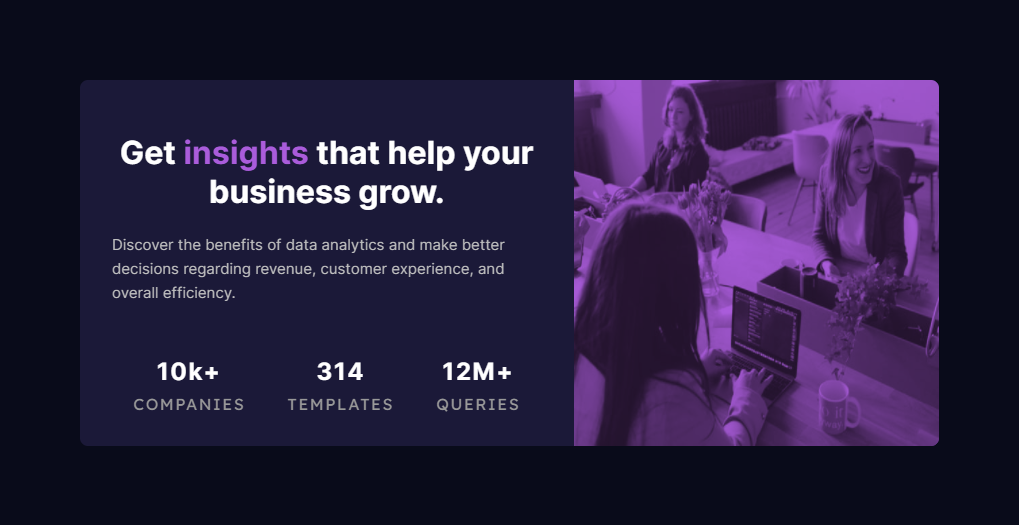 Get insights that help your
business grow.
Discover the benefits of data analytics and make better
decisions regarding revenue, customer experience, and
overall efficiency.
10k+ 314 12M+
COMPANIES TEMPLATES QUERIES